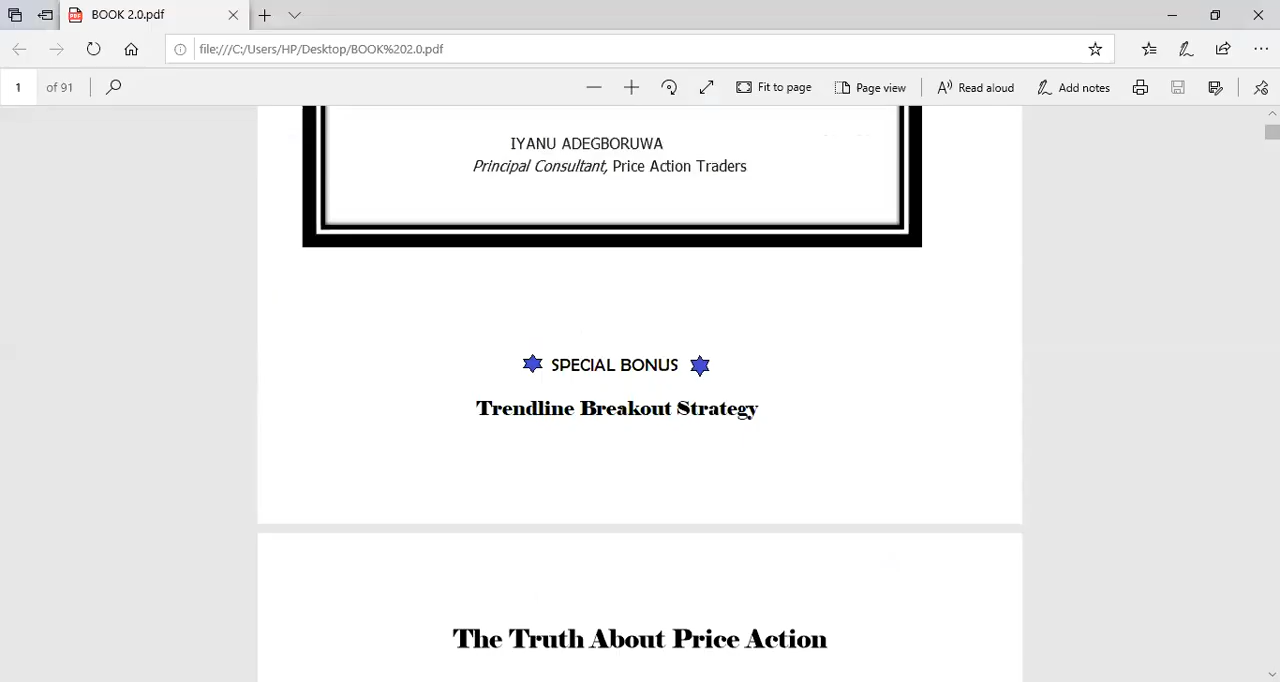 BOOK 2.0.pdf
file:///C:/Users/HP/Desktop/BOOK%202.0.pdf
1 of 91 Fit to page Page view Read aloud Add notes
IYANU ADEGBORUWA
Principal Consultant, Price Action Traders
SPECIAL BONUS
Trendline Breakout Strategy
The Truth About Price Action